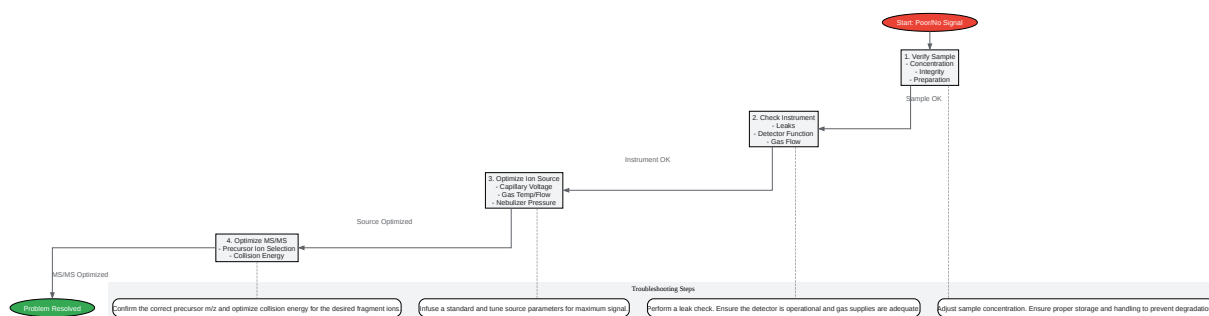 Start: Poor/No Signal
1. Verify Sample
- Concentration
- Integrity
- Preparation
Sample OK
2. Check Instrument
- Leaks
- Detector Function
- Gas Flow
Instrument OK
3. Optimize Ion Source
- Capillary Voltage
- Gas Temp/Flow
- Nebulizer Pressure
Source Optimized
4. Optimize MS/MS
- Precursor Ion Selection
- Collision Energy
MS/MS Optimized
Problem Resolved
Troubleshooting Steps
Confirm the correct precursor m/z and optimize collision energy for the desired fragment ions.
Infuse a standard and tune source parameters for maximum signal.
Perform a leak check. Ensure the detector is operational and gas supplies are adequate.
Adjust sample concentration. Ensure proper storage and handling to prevent degradatio